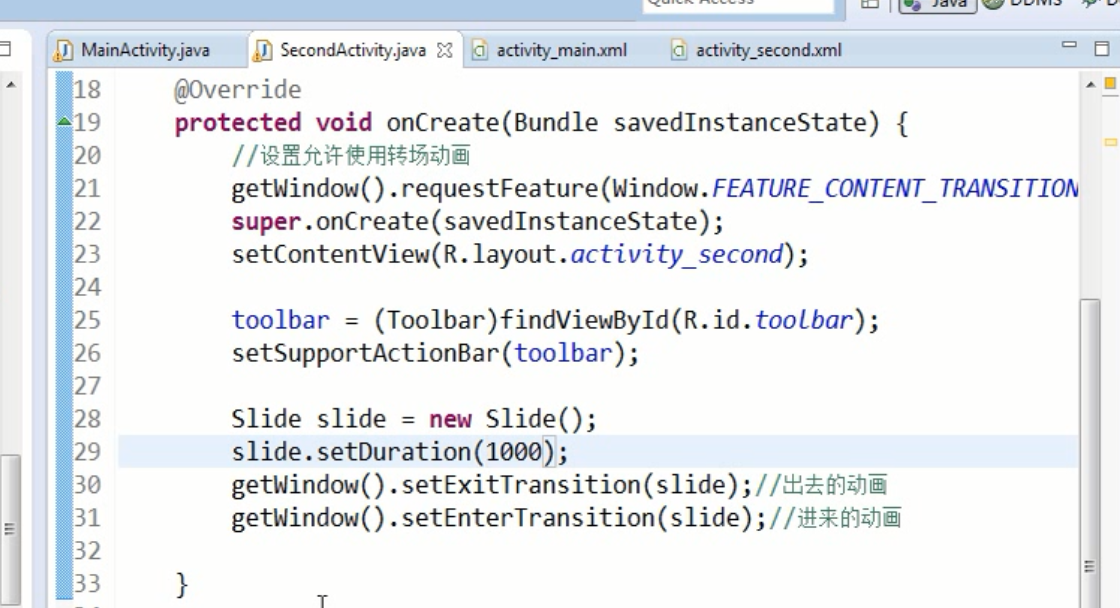 Quick Access
Java
DDMS
MainActivity.java
SecondActivity.java
activity_main.xml
activity_second.xml
18 @Override
19 protected void onCreate(Bundle savedInstanceState) {
20 //设置允许使用转场动画
21 getWindow().requestFeature(Window.FEATURE_CONTENT_TRANSITION
22 super.onCreate(savedInstanceState);
23 setContentView(R.layout.activity_second);
24
25 toolbar = (Toolbar)findViewById(R.id.toolbar);
26 setSupportActionBar(toolbar);
27
28 Slide slide = new Slide();
29 slide.setDuration(1000);
30 getWindow().setExitTransition(slide);//出去的动画
31 getWindow().setEnterTransition(slide);//进来的动画
32
33 }